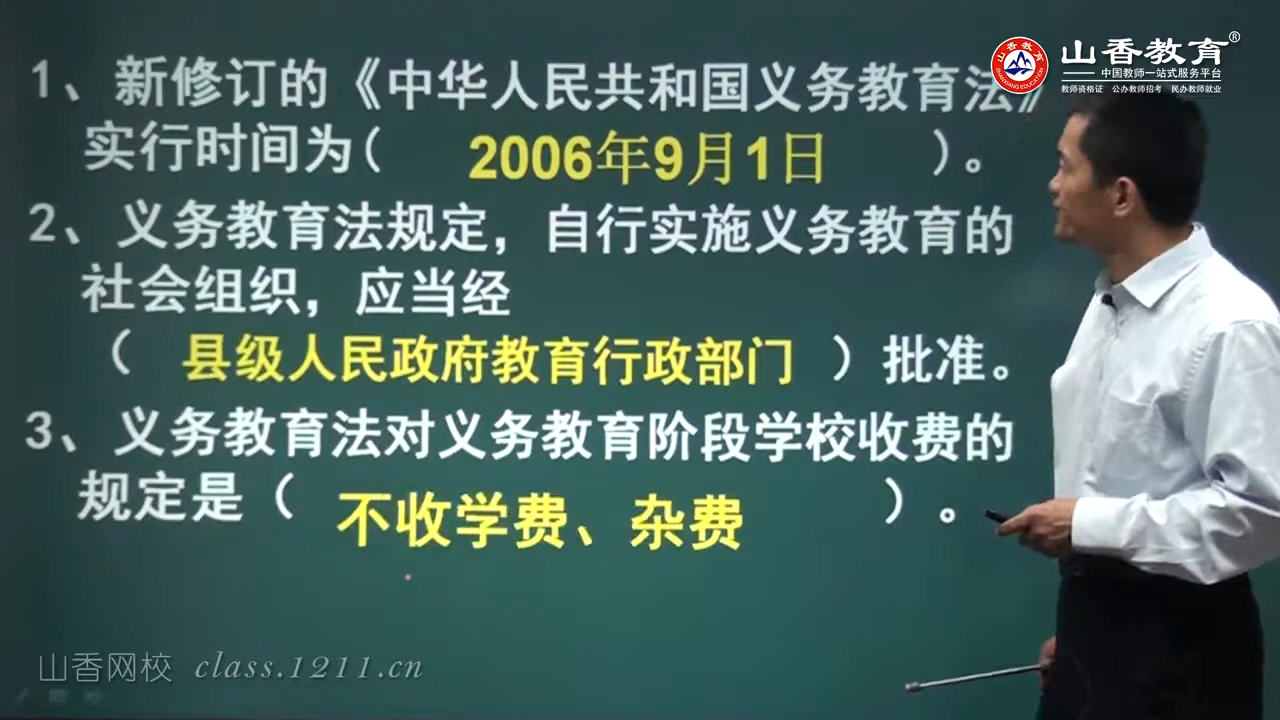 1、新修订的《中华人民共和国义务教育法》
实行时间为（ 2006年9月1日 ）。
2、义务教育法规定，自行实施义务教育的
社会组织，应当经
（ 县级人民政府教育行政部门 ）批准。
3、义务教育法对义务教育阶段学校收费的
规定是（ 不收学费、杂费 ）。
山香教育
SHANXIANG EDUCATION
山香教育®
中国教师一站式服务平台
教师资格证 公办教师招考 民办教师就业
山香网校 class.1211.cn